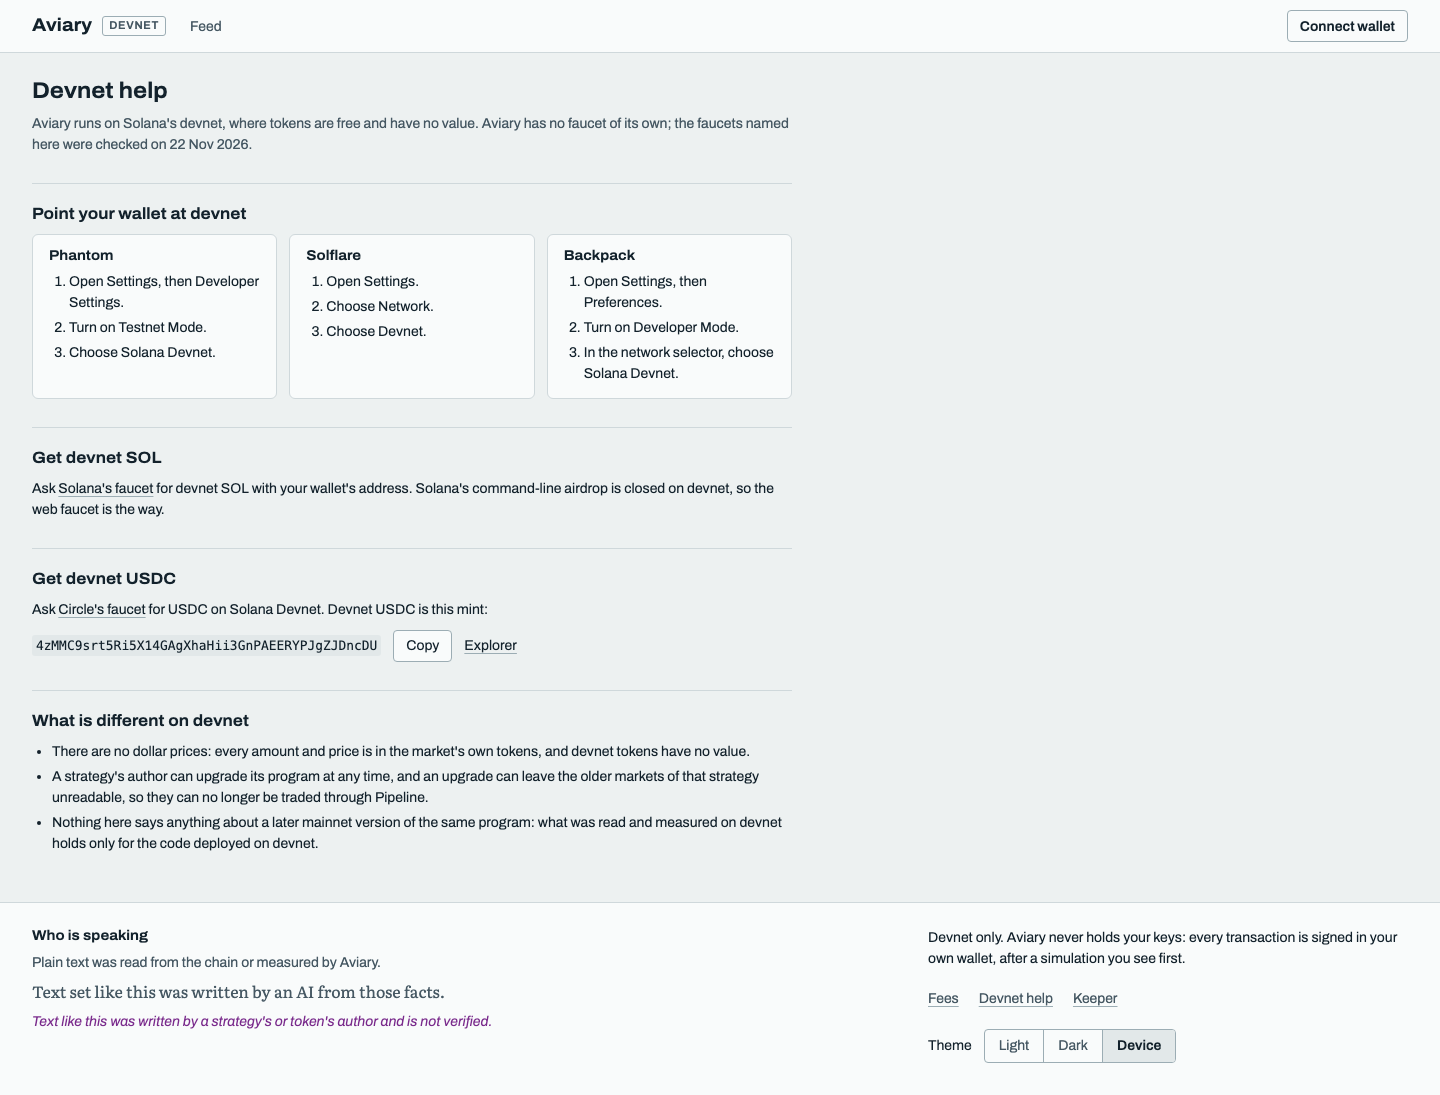 Aviary
DEVNET
Feed
Connect wallet
Devnet help
Aviary runs on Solana's devnet, where tokens are free and have no value. Aviary has no faucet of its own; the faucets named
here were checked on 22 Nov 2026.
Point your wallet at devnet
Phantom
1. Open Settings, then Developer
Settings.
2. Turn on Testnet Mode.
3. Choose Solana Devnet.
Solflare
1. Open Settings.
2. Choose Network.
3. Choose Devnet.
Backpack
1. Open Settings, then
Preferences.
2. Turn on Developer Mode.
3. In the network selector, choose
Solana Devnet.
Get devnet SOL
Ask Solana's faucet for devnet SOL with your wallet's address. Solana's command-line airdrop is closed on devnet, so the
web faucet is the way.
Get devnet USDC
Ask Circle's faucet for USDC on Solana Devnet. Devnet USDC is this mint:
4zMMC9srt5Ri5X14GAgXhaHii3GnPAEERYPJgZJDncDU
Copy
Explorer
What is different on devnet
• There are no dollar prices: every amount and price is in the market's own tokens, and devnet tokens have no value.
• A strategy's author can upgrade its program at any time, and an upgrade can leave the older markets of that strategy
unreadable, so they can no longer be traded through Pipeline.
• Nothing here says anything about a later mainnet version of the same program: what was read and measured on devnet
holds only for the code deployed on devnet.
Who is speaking
Plain text was read from the chain or measured by Aviary.
Text set like this was written by an AI from those facts.
Text like this was written by a strategy's or token's author and is not verified.
Devnet only. Aviary never holds your keys: every transaction is signed in your
own wallet, after a simulation you see first.
Fees
Devnet help
Keeper
Theme
Light
Dark
Device